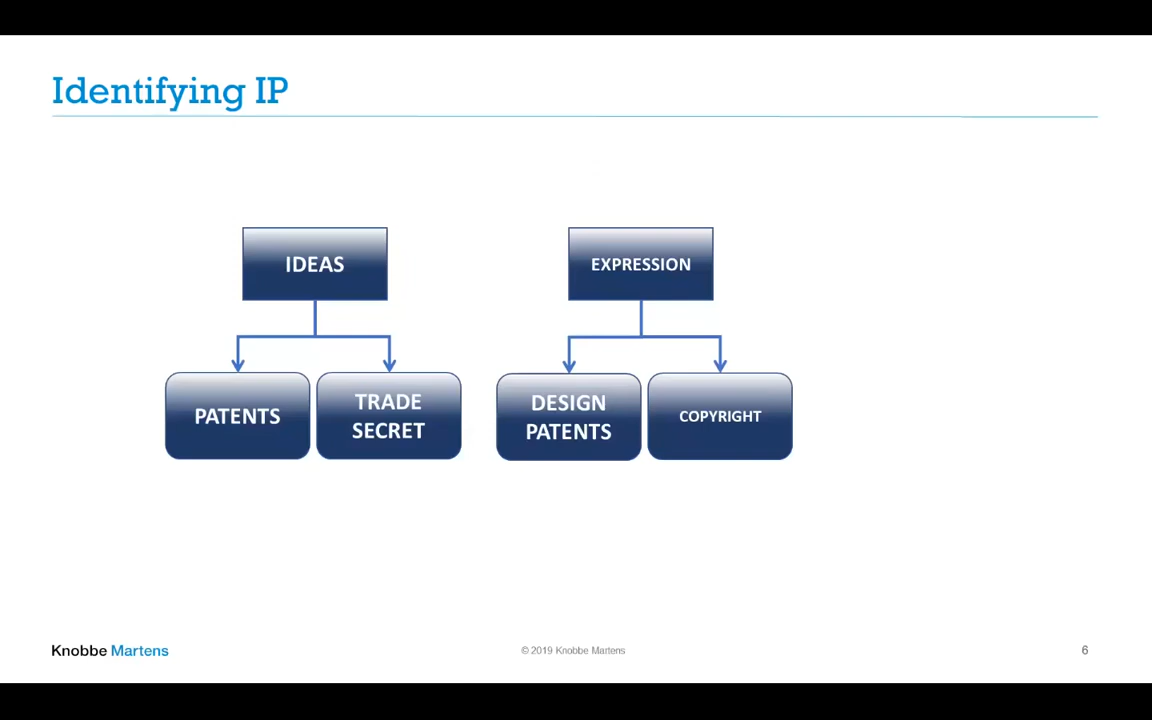 Identifying IP
IDEAS
EXPRESSION
PATENTS
TRADE
SECRET
DESIGN
PATENTS
COPYRIGHT
Knobbe Martens
© 2019 Knobbe Martens
6